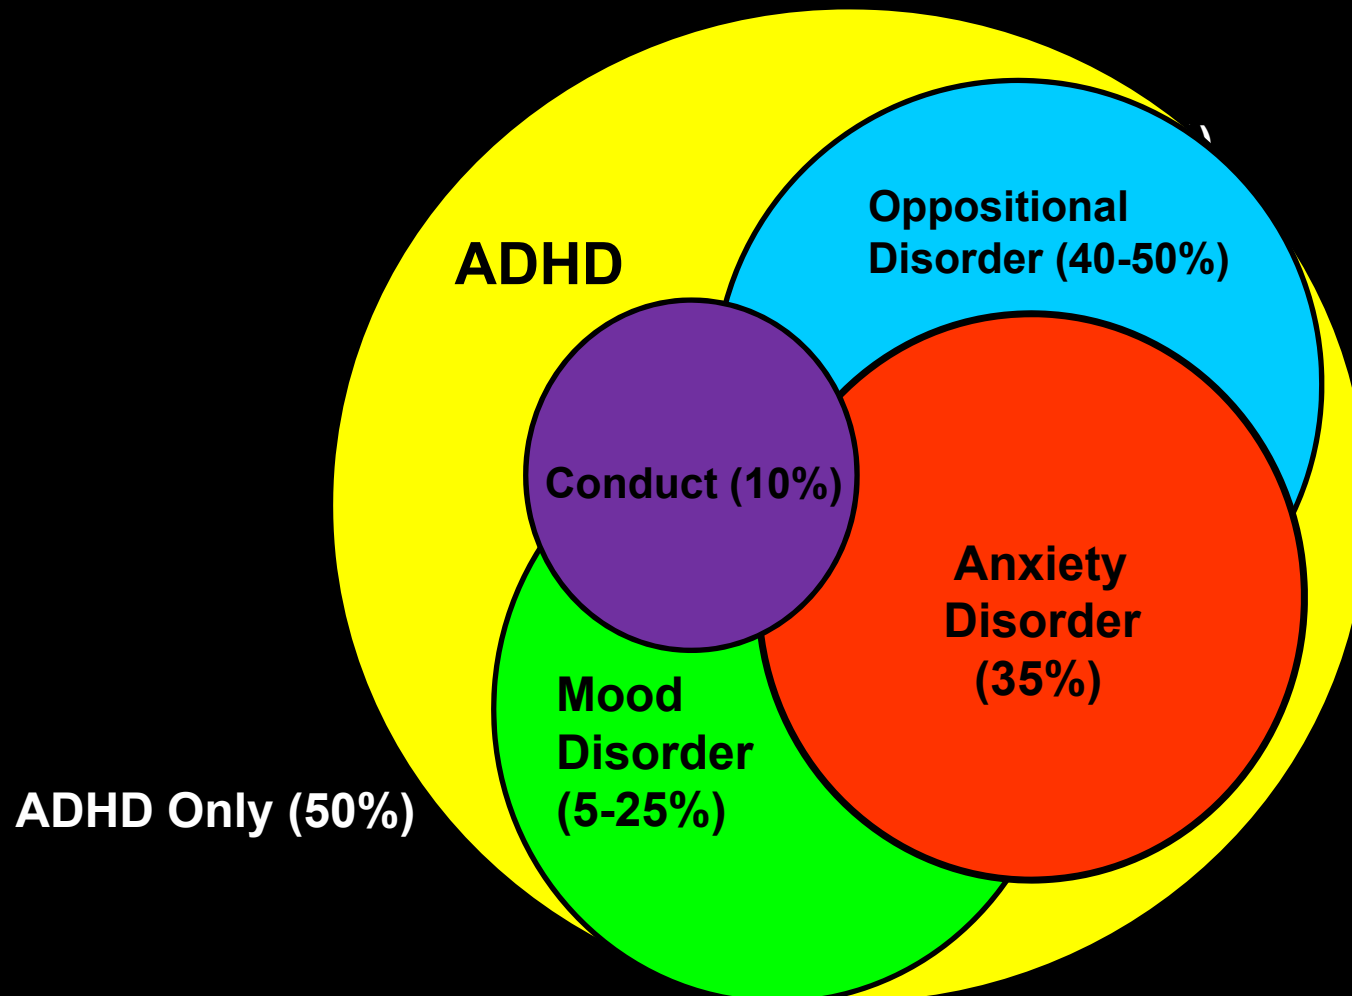 ADHD
Oppositional
Disorder (40-50%)
Conduct (10%)
Anxiety
Disorder
(35%)
Mood
Disorder
(5-25%)
ADHD Only (50%)